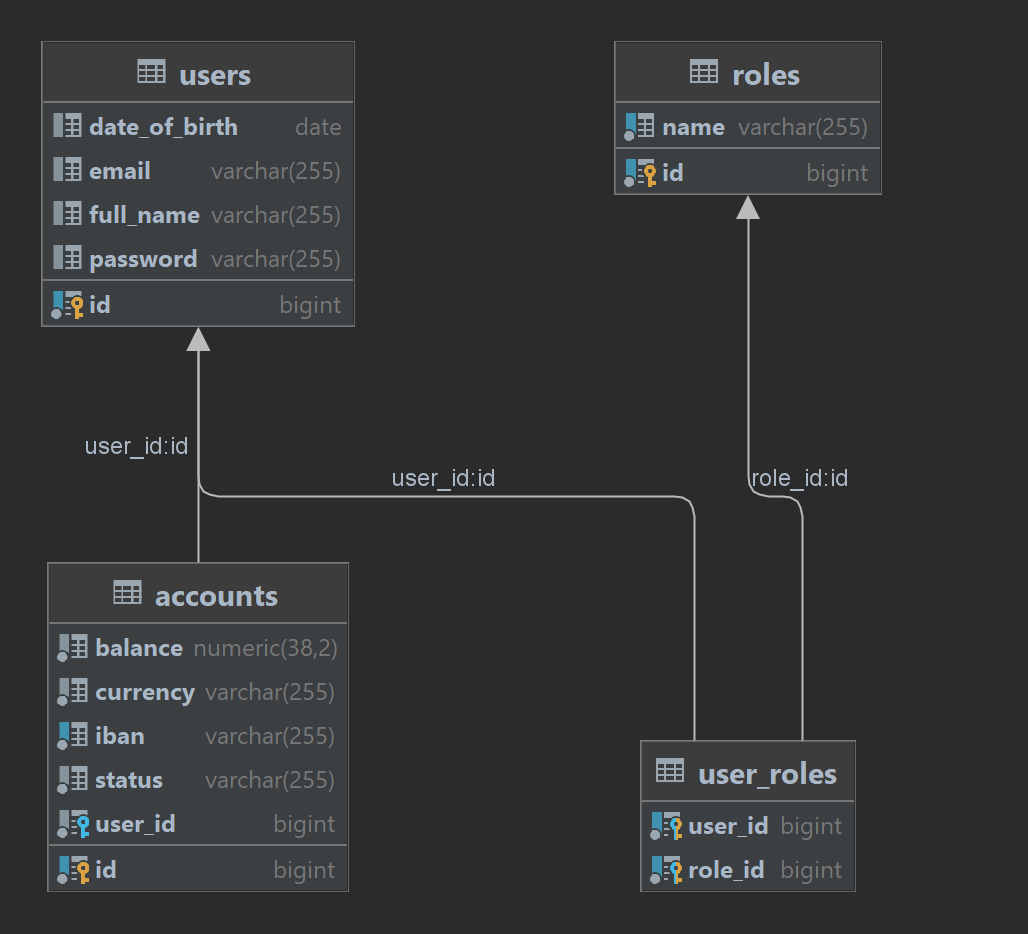 users
date_of_birth date
email varchar(255)
full_name varchar(255)
password varchar(255)
id bigint
roles
name varchar(255)
id bigint
user_id:id
user_id:id
role_id:id
accounts
balance numeric(38,2)
currency varchar(255)
iban varchar(255)
status varchar(255)
user_id bigint
id bigint
user_roles
user_id bigint
role_id bigint